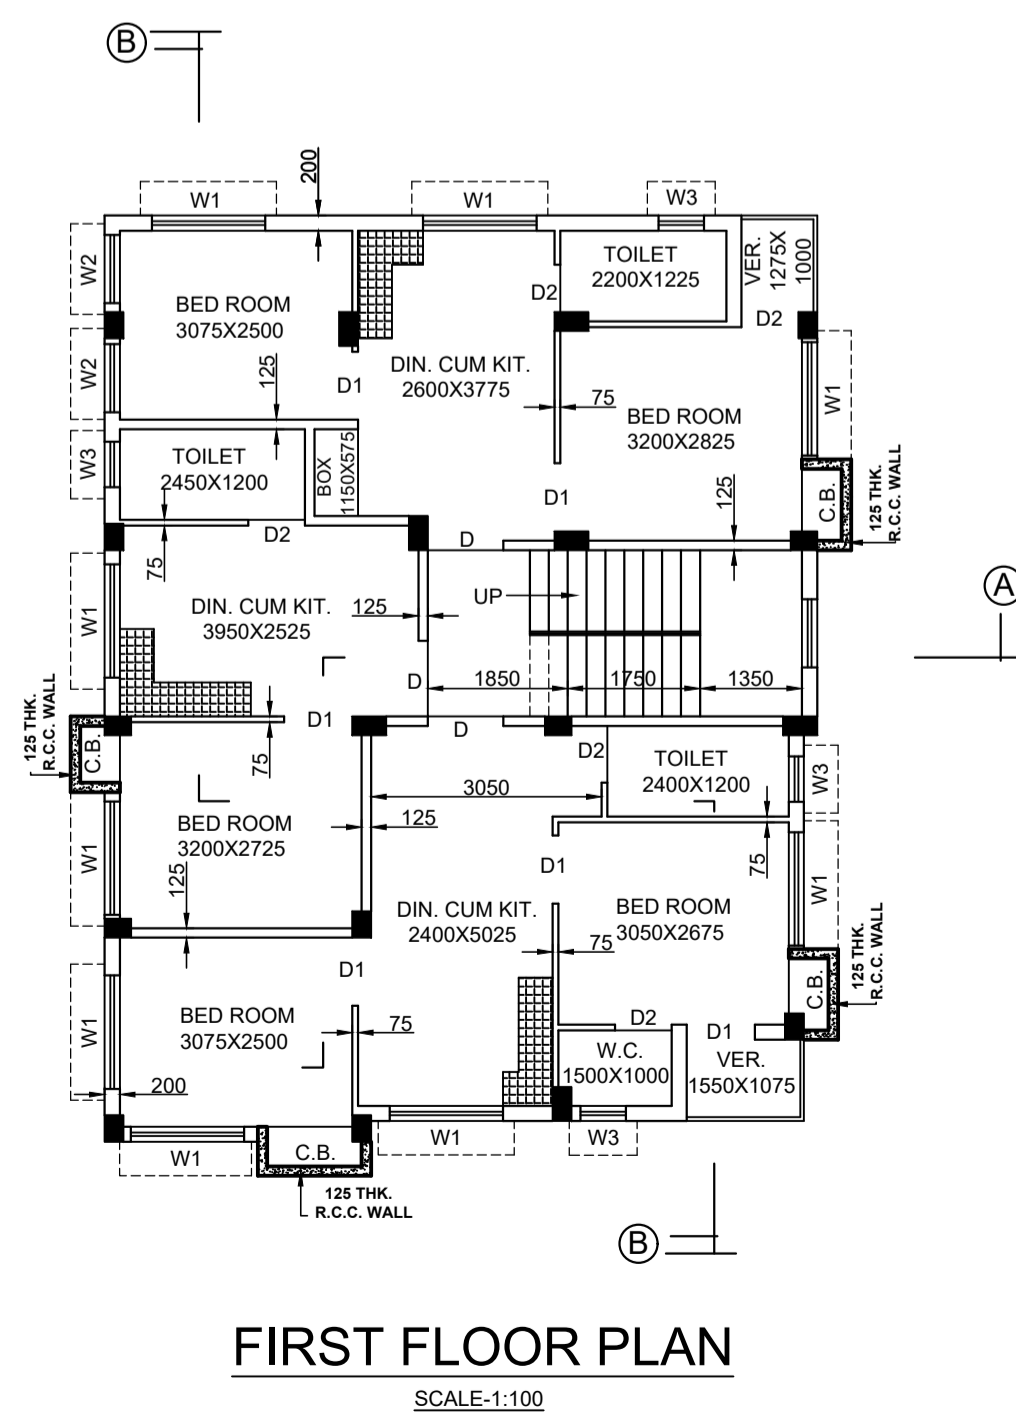 B
200
W1
W1
W3
W2
BED ROOM
3075X2500
TOILET
2200X1225
VER.
1275X
1000
D2
D2
W2
125
D1
DIN. CUM KIT.
2600X3775
75
BED ROOM
3200X2825
W1
W3
TOILET
2450X1200
BOX
1150X575
D1
125
C.B.
125 THK.
R.C.C. WALL
D2
D
75
W1
DIN. CUM KIT.
3950X2525
125
UP
A
D
1850
1750
1350
125 THK.
R.C.C. WALL
C.B.
D1
75
D
D2
TOILET
2400X1200
W3
3050
125
W1
BED ROOM
3200X2725
125
D1
75
W1
DIN. CUM KIT.
2400X5025
BED ROOM
3050X2675
75
C.B.
125 THK.
R.C.C. WALL
D1
W1
BED ROOM
3075X2500
75
D2
D1
W.C.
1500X1000
VER.
1550X1075
200
W1
C.B.
W1
W3
125 THK.
R.C.C. WALL
B
FIRST FLOOR PLAN
SCALE-1:100